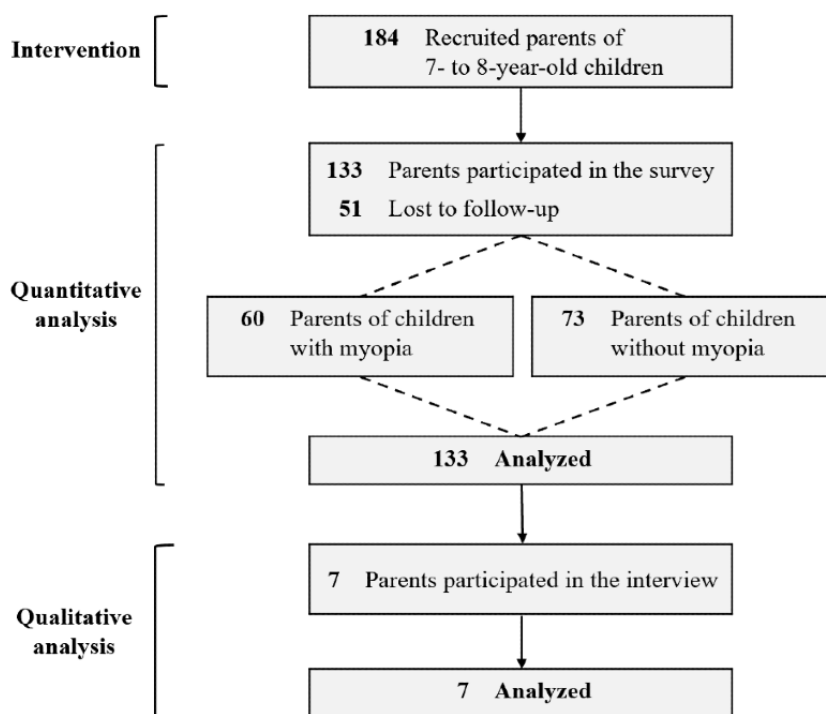 Intervention
184 Recruited parents of
7- to 8-year-old children
Quantitative
analysis
133 Parents participated in the survey
51 Lost to follow-up
60 Parents of children
with myopia
73 Parents of children
without myopia
133 Analyzed
Qualitative
analysis
7 Parents participated in the interview
7 Analyzed